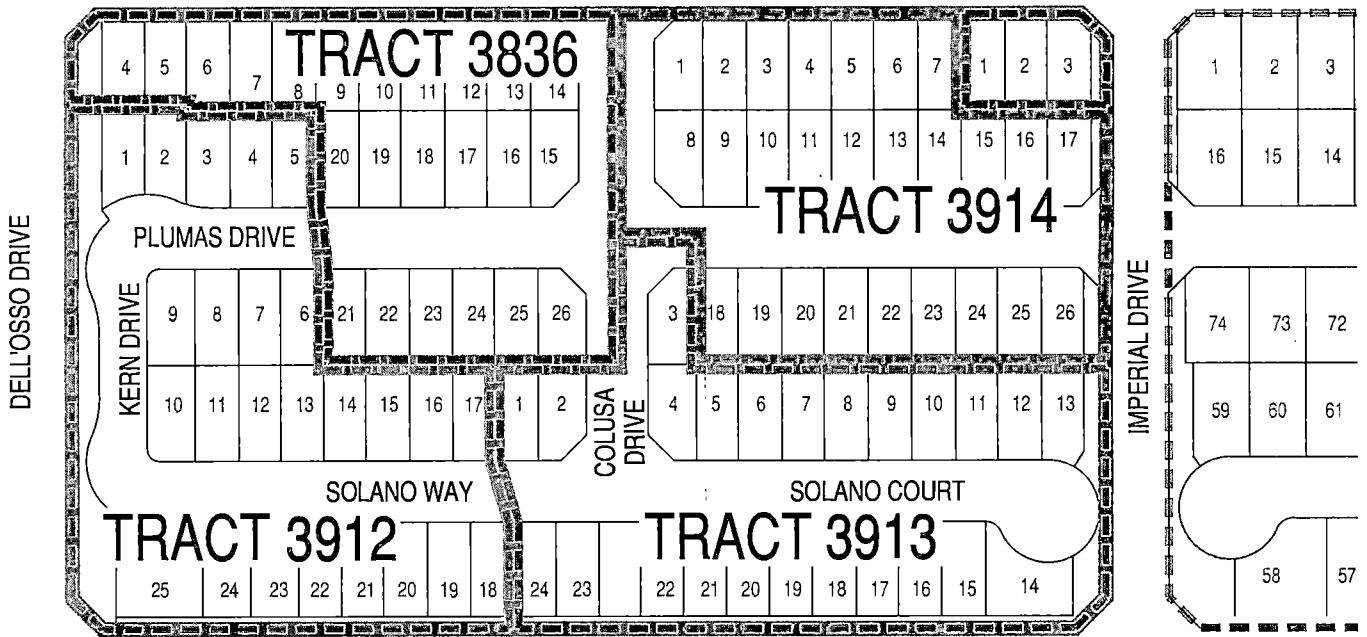 TRACT 3836
4 5 6 7 8 9 10 11 12 13 14
1 2 3 4 5 6 7 1 2 3
1 2 3
1 2 3 4 5 20 19 18 17 16 15
8 9 10 11 12 13 14 15 16 17
16 15 14
TRACT 3914
PLUMAS DRIVE
DELL'OSSO DRIVE
KERN DRIVE
IMPERIAL DRIVE
9 8 7 6 21 22 23 24 25 26
3 18 19 20 21 22 23 24 25 26
74 73 72
10 11 12 13 14 15 16 17 1 2
COLUSA
DRIVE
4 5 6 7 8 9 10 11 12 13
59 60 61
SOLANO WAY
SOLANO COURT
TRACT 3912
TRACT 3913
25 24 23 22 21 20 19 18 24 23 22 21 20 19 18 17 16 15 14
58 57